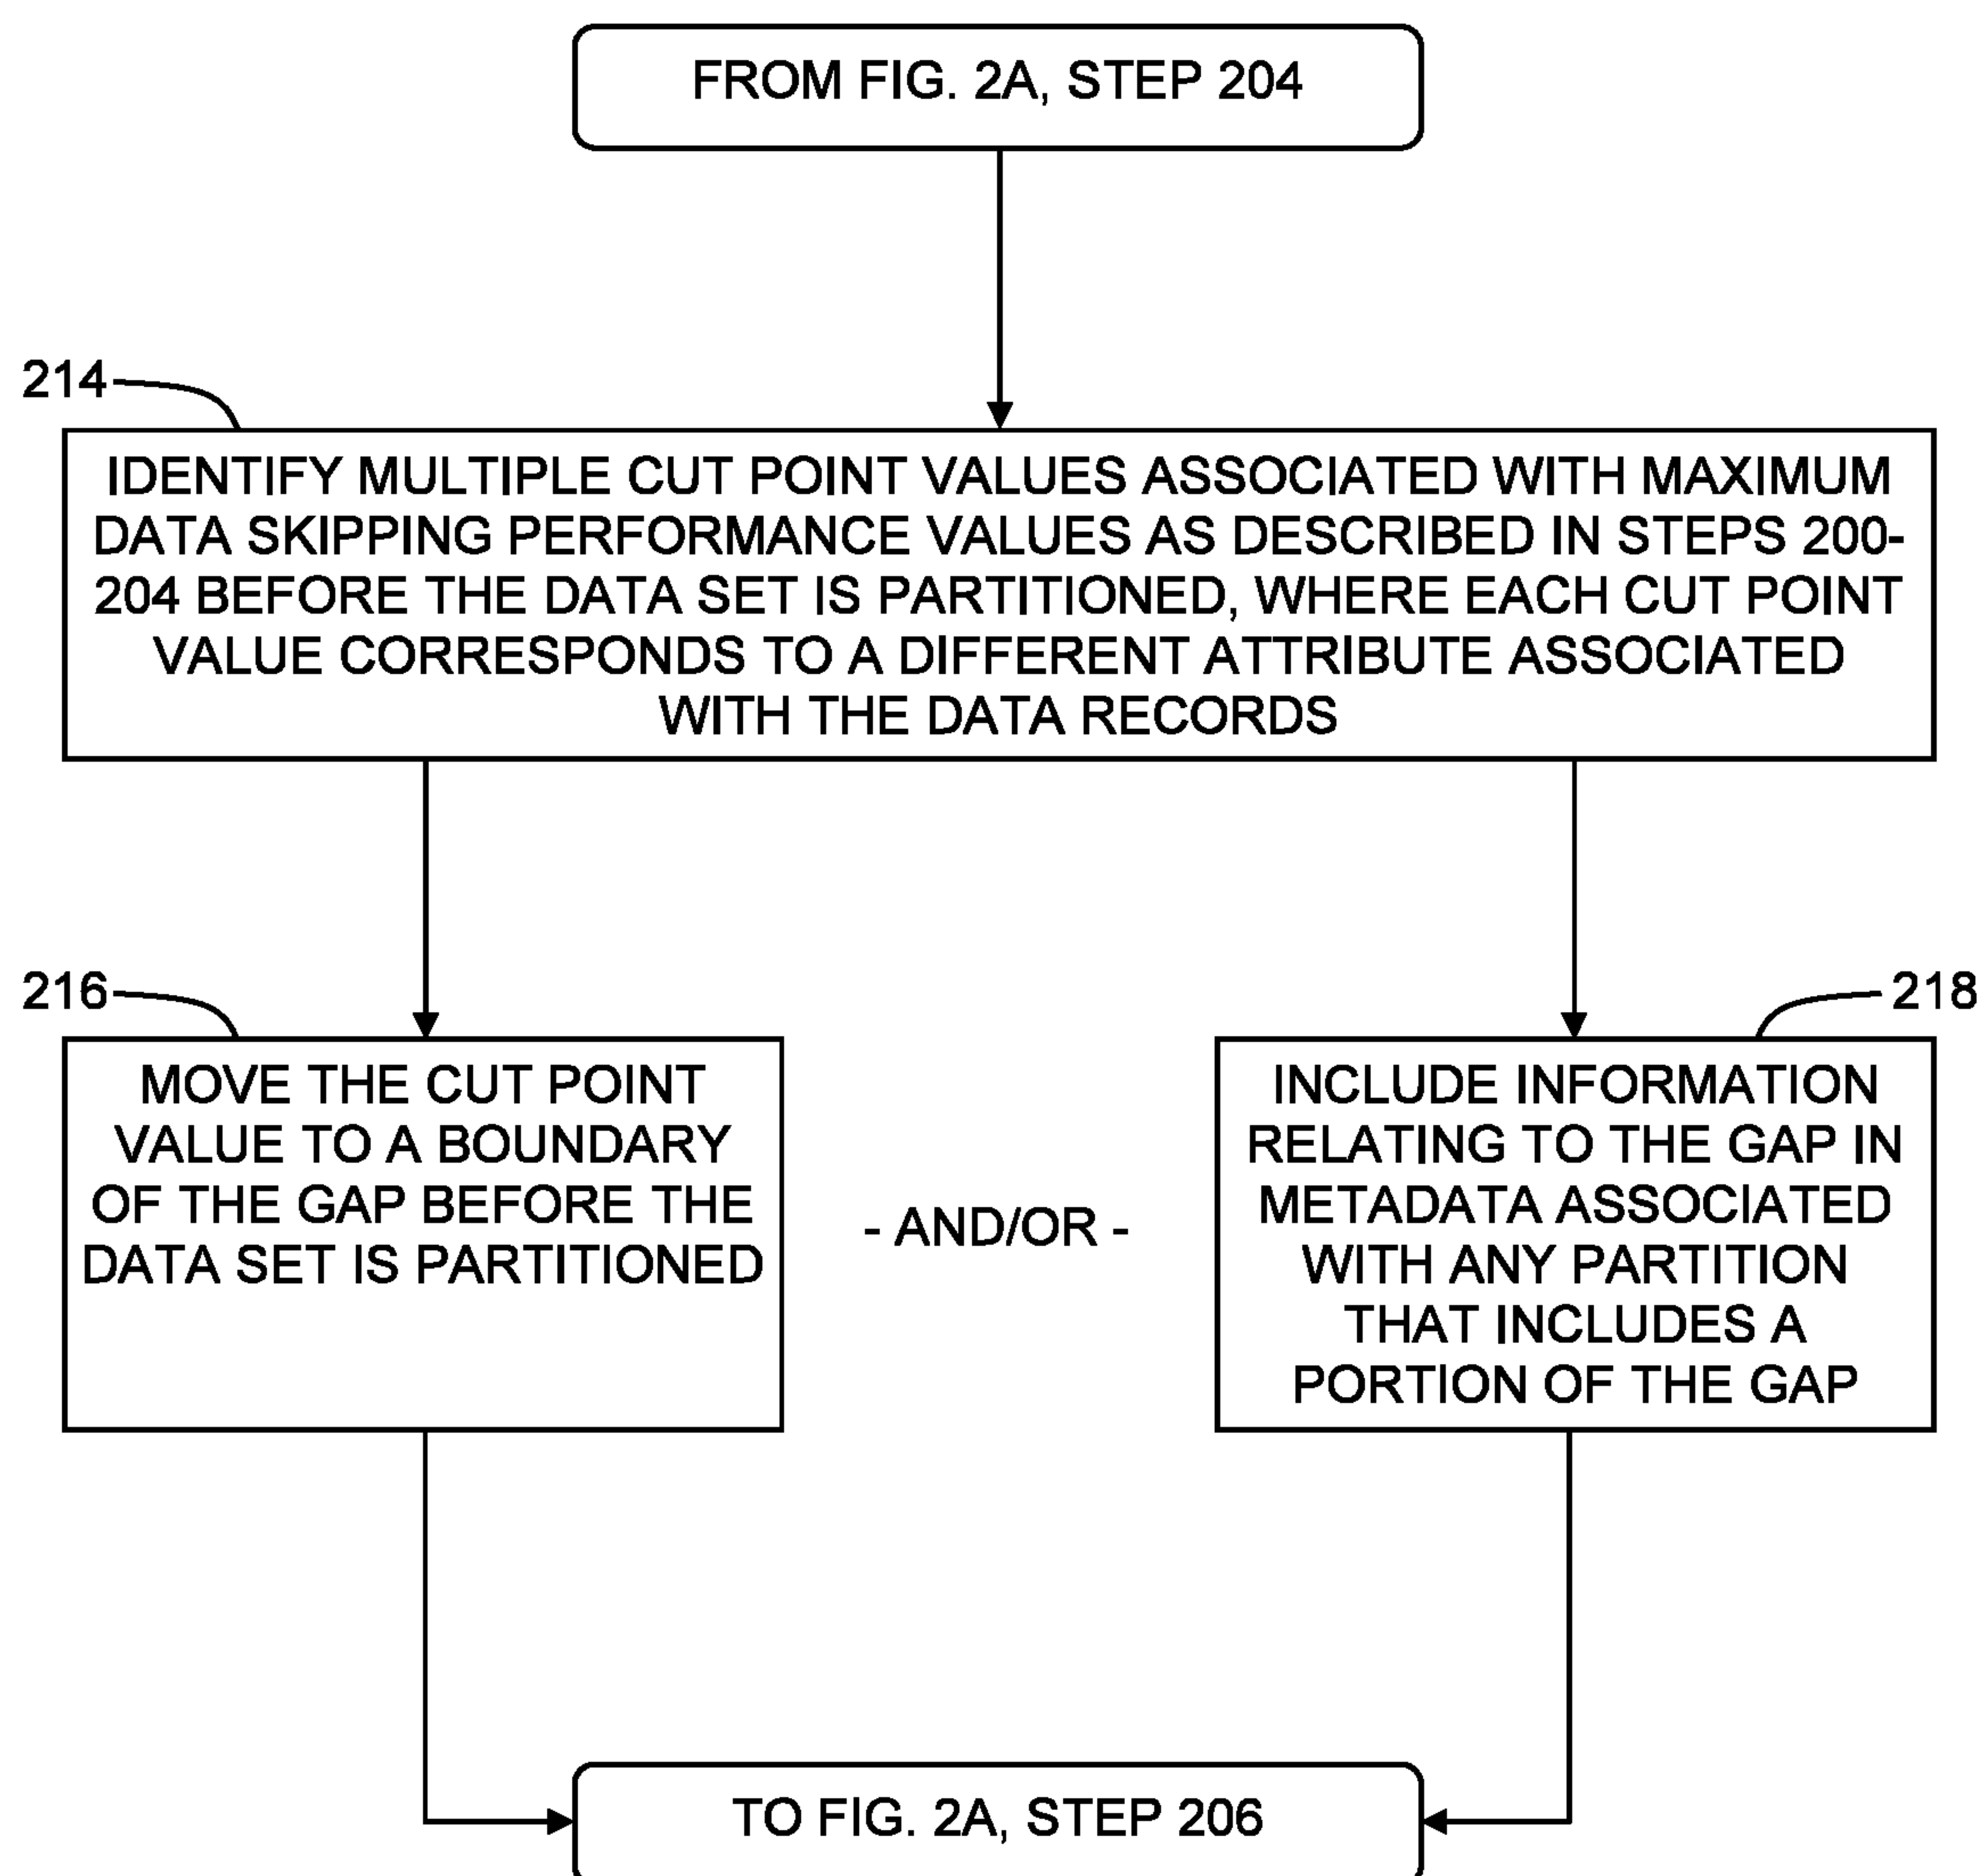 FROM FIG. 2A, STEP 204
214
IDENTIFY MULTIPLE CUT POINT VALUES ASSOCIATED WITH MAXIMUM
DATA SKIPPING PERFORMANCE VALUES AS DESCRIBED IN STEPS 200-
204 BEFORE THE DATA SET IS PARTITIONED, WHERE EACH CUT POINT
VALUE CORRESPONDS TO A DIFFERENT ATTRIBUTE ASSOCIATED
WITH THE DATA RECORDS
216
MOVE THE CUT POINT
VALUE TO A BOUNDARY
OF THE GAP BEFORE THE
DATA SET IS PARTITIONED
- AND/OR -
218
INCLUDE INFORMATION
RELATING TO THE GAP IN
METADATA ASSOCIATED
WITH ANY PARTITION
THAT INCLUDES A
PORTION OF THE GAP
TO FIG. 2A, STEP 206